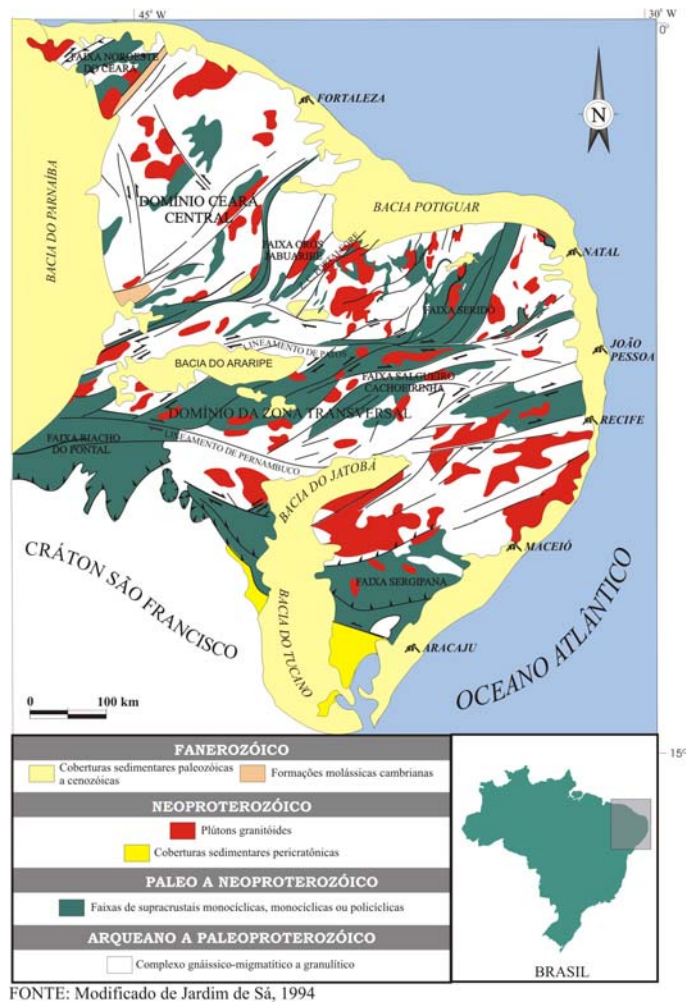 45° W
30° W
0°
FAIXA NOROESTE
DO CEARÁ
FORTALEZA
N
BACIA DO PARNAÍBA
DOMÍNIO CEARÁ
CENTRAL
BACIA POTIGUAR
FAIXA ORÓS
JAGUARIBE
NATAL
FAIXA SERIDÓ
LINEAMENTO DE PATOS
JOÃO
PESSOA
BACIA DO ARARIPE
FAIXA SALGUEIRO
CACHOEIRINHA
DOMÍNIO DA ZONA TRANSVERSAL
RECIFE
FAIXA RIACHO
DO PONTAL
LINEAMENTO DE PERNAMBUCO
BACIA DO JATOBÁ
MACEIÓ
CRÁTON SÃO FRANCISCO
FAIXA SERGIPANA
BACIA DO TUCANO
ARACAJU
OCEANO ATLÂNTICO
0 100 km
15°
FANEROZÓICO
Coberturas sedimentares paleozóicas
a cenozóicas
Formações molássicas cambrianas
NEOPROTEROZÓICO
Plútons granitóides
Coberturas sedimentares pericratônicas
PALEO A NEOPROTEROZÓICO
Faixas de supracrustais monocíclicas, monocíclicas ou policíclicas
ARQUEANO A PALEOPROTEROZÓICO
Complexo gnáissico-migmatítico a granulítico
BRASIL
FONTE: Modificado de Jardim de Sá, 1994